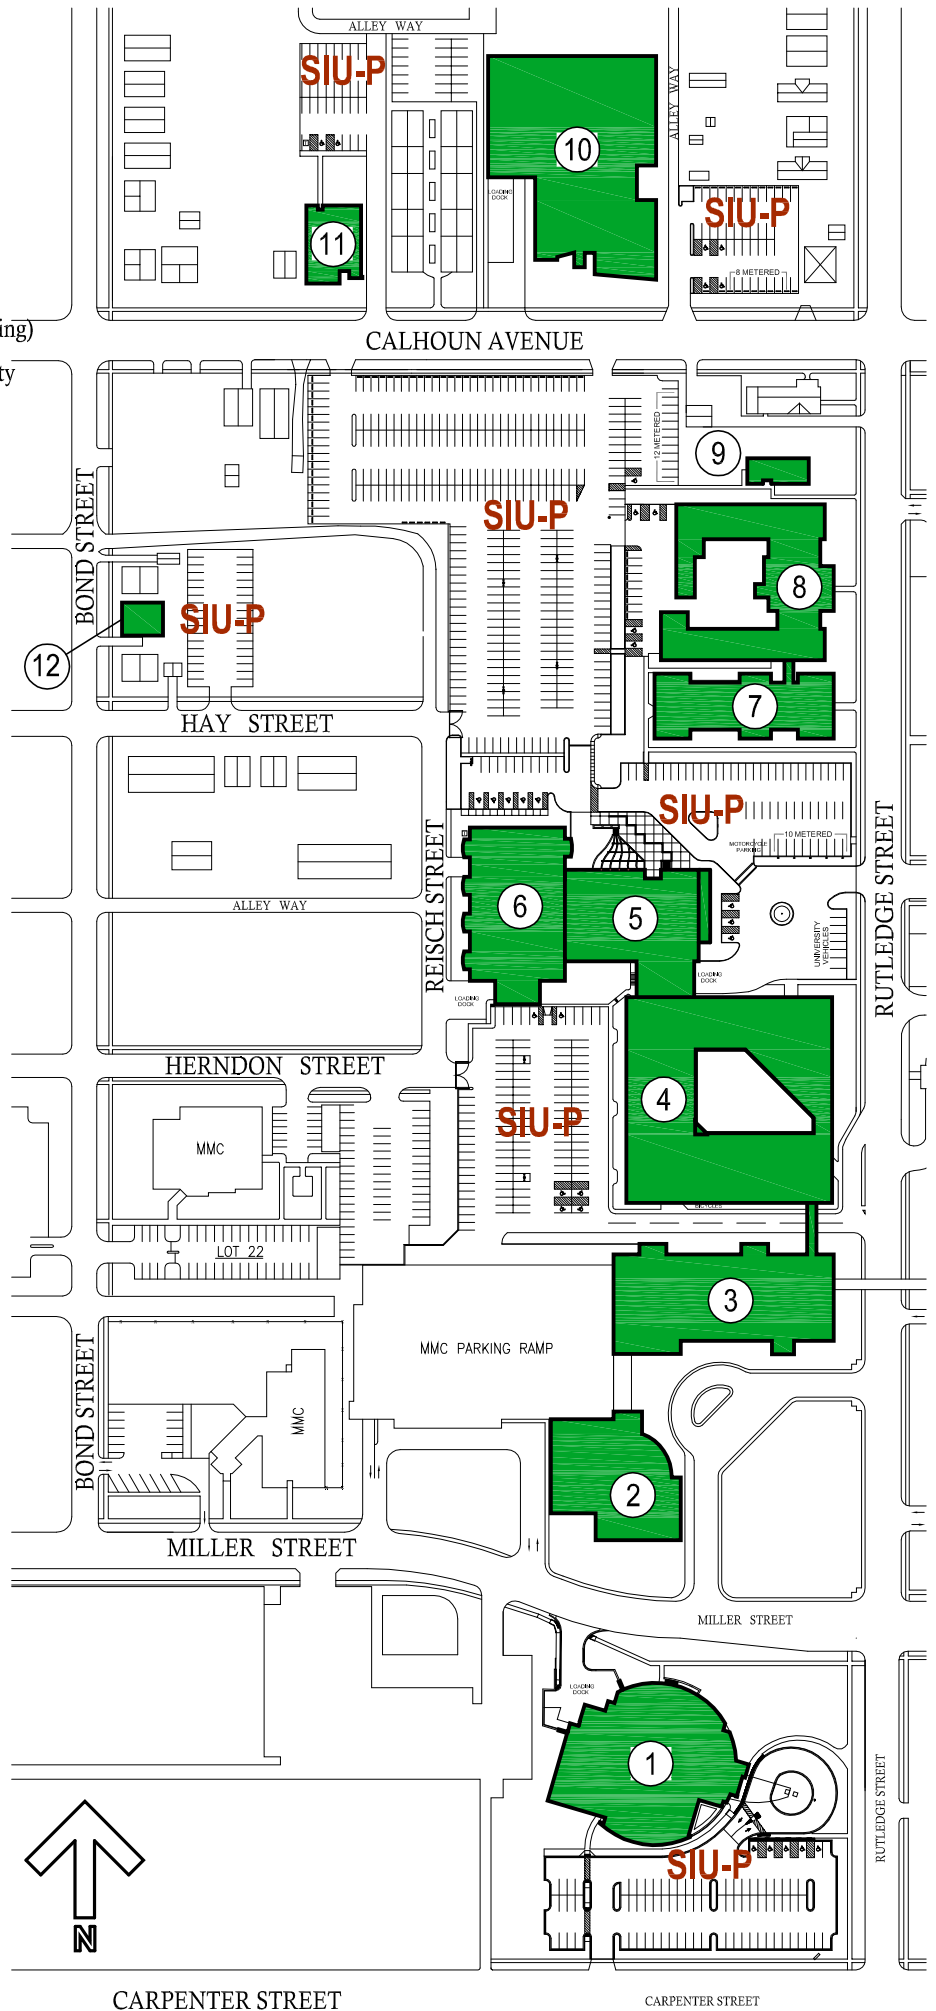 ALLEY WAY
SIU-P
ALLEY WAY
10
LOADING
DOCK
SIU-P
11
8 METERED
ing)
CALHOUN AVENUE
ty
12 METERED
9
BOND STREET
SIU-P
8
SIU-P
12
7
HAY STREET
SIU-P
10 METERED
MOTORCYCLE
PARKING
REISCH STREET
RUTLEDGE STREET
6
5
ALLEY WAY
UNIVERSITY
VEHICLES
LOADING
DOCK
LOADING
DOCK
HERNDON STREET
4
SIU-P
MMC
BICYCLES
LOT 22
3
MMC PARKING RAMP
BOND STREET
MMC
2
MILLER STREET
MILLER STREET
LOADING
DOCK
1
RUTLEDGE STREET
SIU-P
N
CARPENTER STREET
CARPENTER STREET